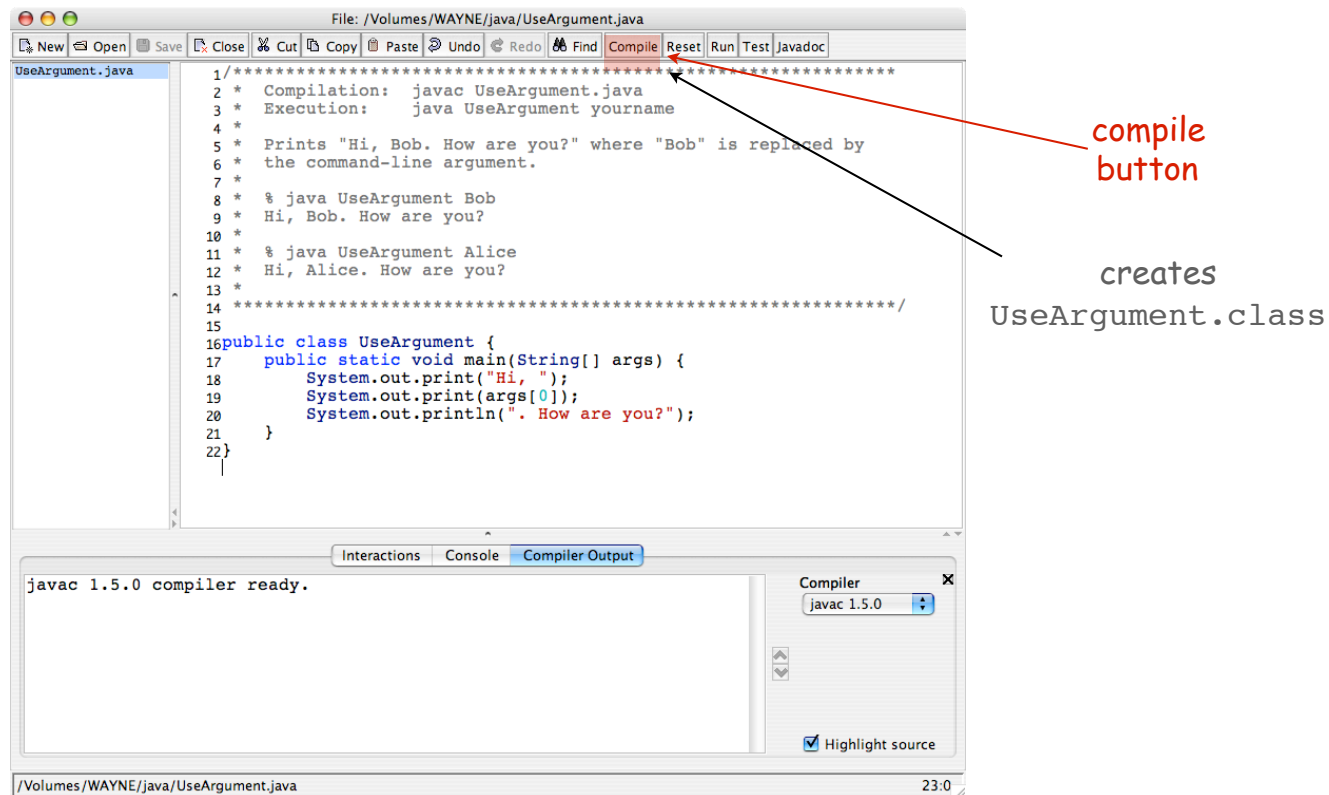 File: /Volumes/WAYNE/java/UseArgument.java
New Open Save Close Cut Copy Paste Undo Redo Find Compile Reset Run Test Javadoc
UseArgument.java
1/***************************************************************
2 *  Compilation:  javac UseArgument.java
3 *  Execution:    java UseArgument yourname
4 *
5 *  Prints "Hi, Bob. How are you?" where "Bob" is replaced by
6 *  the command-line argument.
7 *
8 *  % java UseArgument Bob
9 *  Hi, Bob. How are you?
10 *
11 *  % java UseArgument Alice
12 *  Hi, Alice. How are you?
13 *
14 ***************************************************************/
15
16public class UseArgument {
17    public static void main(String[] args) {
18        System.out.print("Hi, ");
19        System.out.print(args[0]);
20        System.out.println(". How are you?");
21    }
22}
compile
button
creates
UseArgument.class
Interactions Console Compiler Output
javac 1.5.0 compiler ready.
Compiler
javac 1.5.0
Highlight source
/Volumes/WAYNE/java/UseArgument.java 23:0